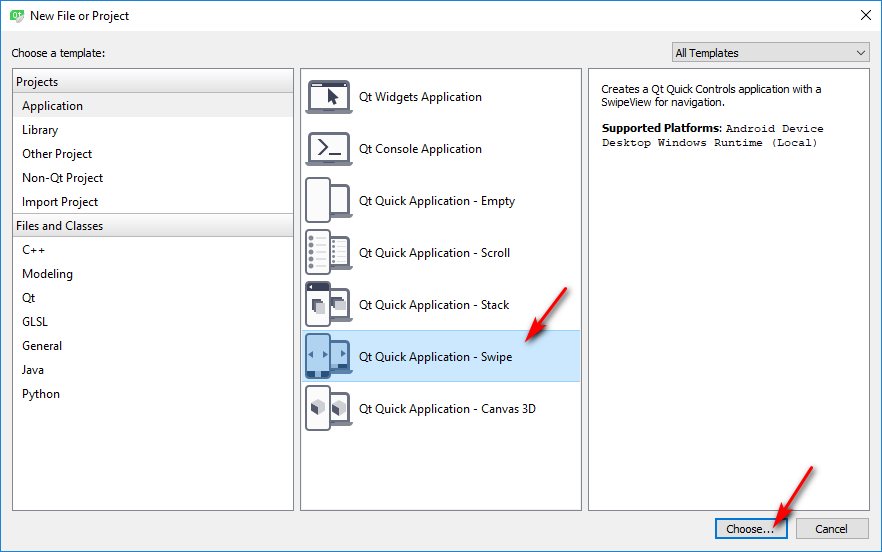 Qt New File or Project
Choose a template:
All Templates
Projects
Application
Library
Other Project
Non-Qt Project
Import Project
Files and Classes
C++
Modeling
Qt
GLSL
General
Java
Python
Qt Widgets Application
Qt Console Application
Qt Quick Application - Empty
Qt Quick Application - Scroll
Qt Quick Application - Stack
Qt Quick Application - Swipe
Qt Quick Application - Canvas 3D
Creates a Qt Quick Controls application with a
SwipeView for navigation.
Supported Platforms: Android Device
Desktop Windows Runtime (Local)
Choose...
Cancel